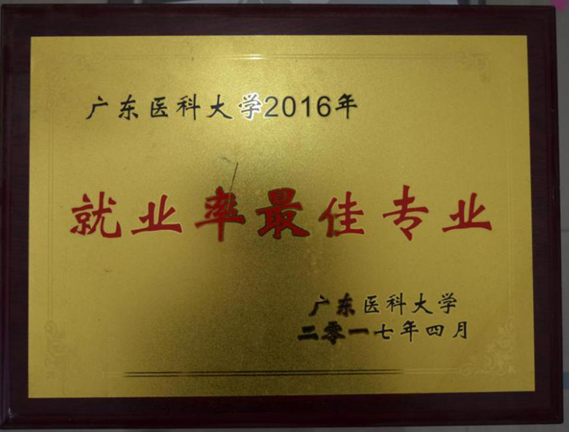 广东医科大学2016年
就业率最佳专业
广东医科大学
二零一七年四月